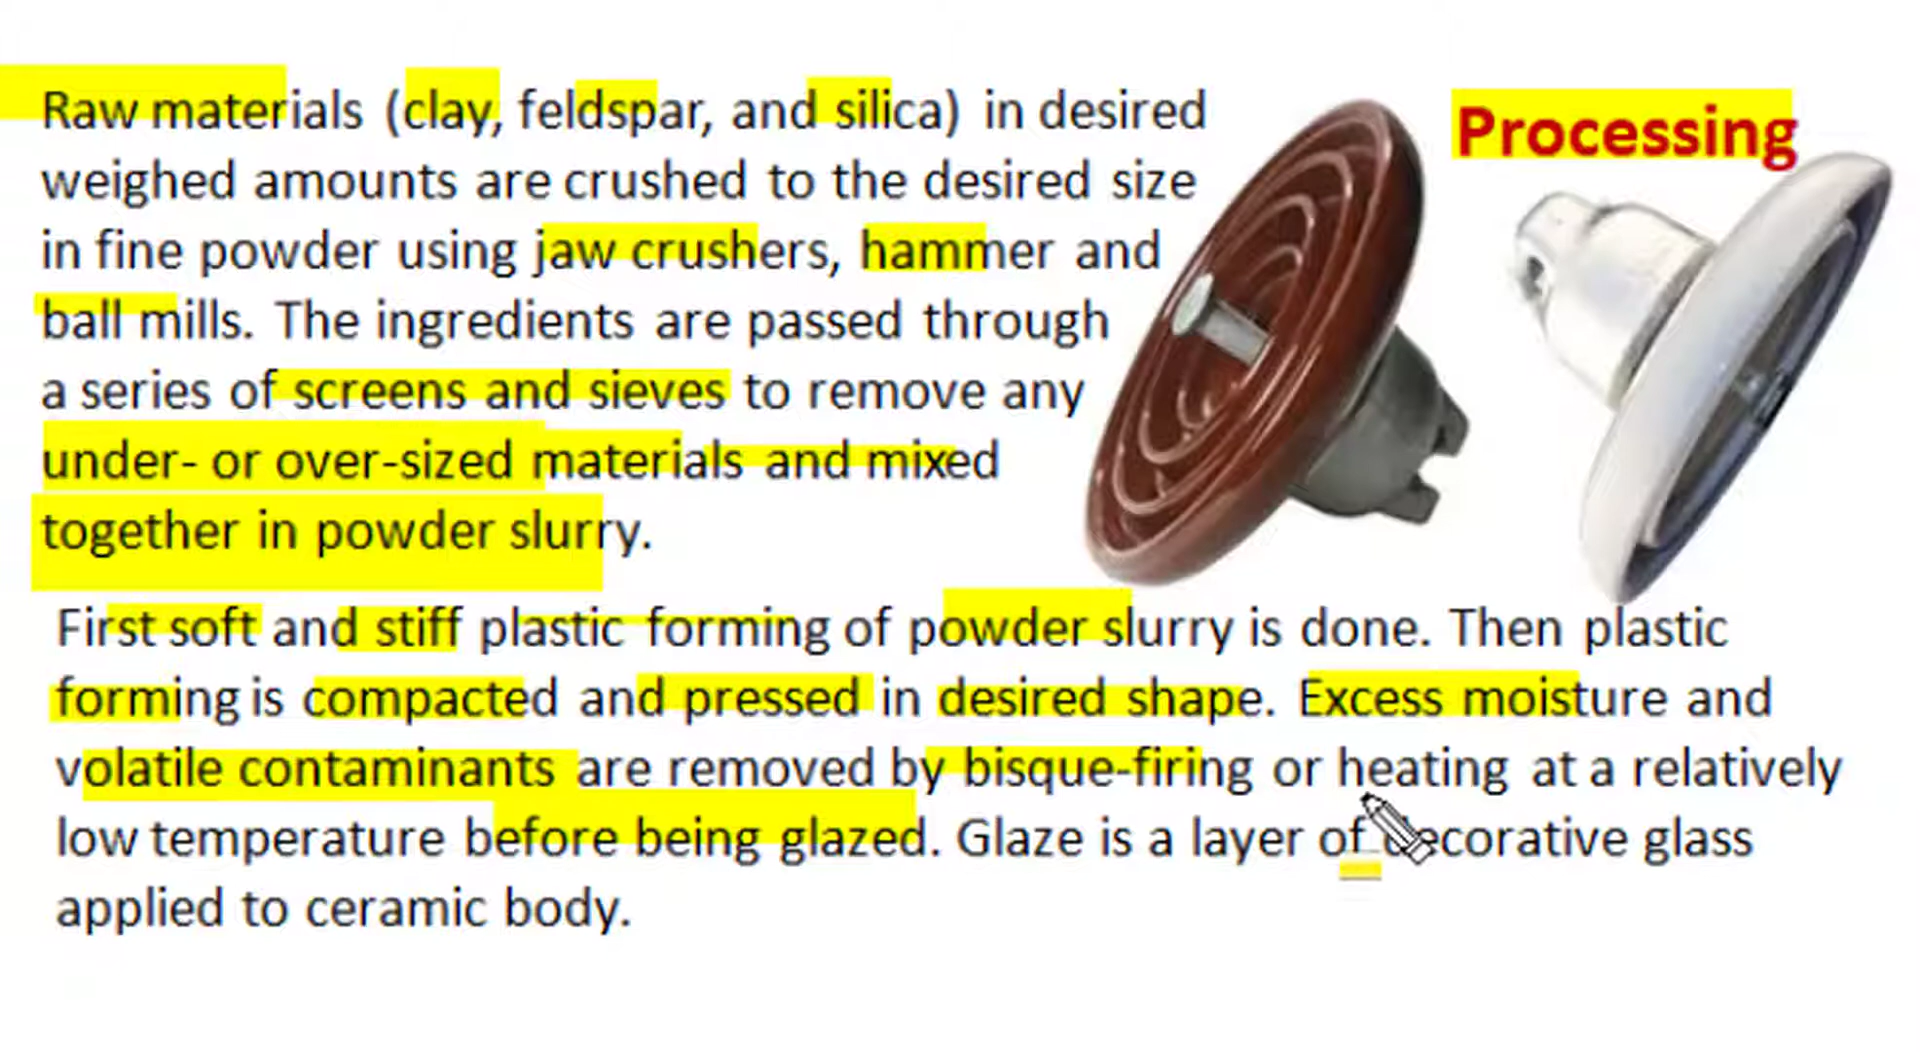 Processing
Raw materials (clay, feldspar, and silica) in desired
weighed amounts are crushed to the desired size
in fine powder using jaw crushers, hammer and
ball mills. The ingredients are passed through
a series of screens and sieves to remove any
under- or over-sized materials and mixed
together in powder slurry.
First soft and stiff plastic forming of powder slurry is done. Then plastic
forming is compacted and pressed in desired shape. Excess moisture and
volatile contaminants are removed by bisque-firing or heating at a relatively
low temperature before being glazed. Glaze is a layer of decorative glass
applied to ceramic body.